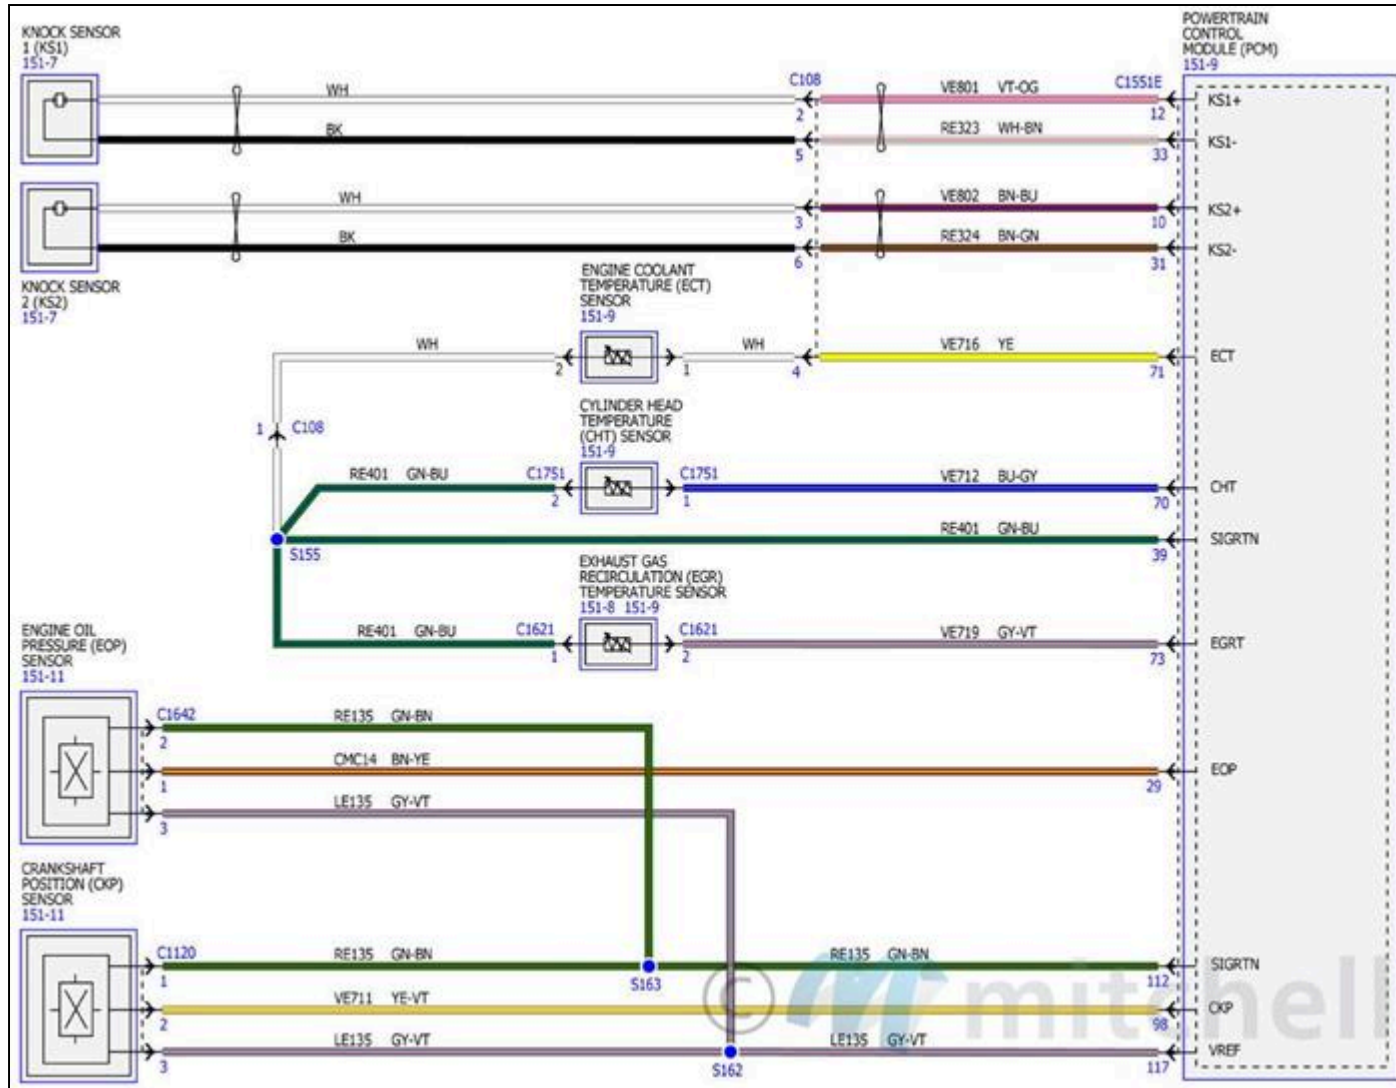 KNOCK SENSOR
1 (KS1)
151-7
POWERTRAIN
CONTROL
MODULE (PCM)
151-9
WH
C108
VE801 VT-OG
C1551E
2
12
KS1+
BK
RE323 WH-BN
5
33
KS1-
WH
VE802 BN-BU
3
10
KS2+
BK
RE324 BN-GN
6
31
KS2-
KNOCK SENSOR
2 (KS2)
151-7
ENGINE COOLANT
TEMPERATURE (ECT)
SENSOR
151-9
WH
WH
VE716 YE
2
1
4
71
ECT
CYLINDER HEAD
TEMPERATURE
(CHT) SENSOR
151-9
1
C108
RE401 GN-BU
C1751
C1751
VE712 BU-GY
2
1
70
CHT
RE401 GN-BU
S155
39
SIGRTN
EXHAUST GAS
RECIRCULATION (EGR)
TEMPERATURE SENSOR
151-8 151-9
RE401 GN-BU
C1621
C1621
VE719 GY-VT
1
2
73
EGRT
ENGINE OIL
PRESSURE (EOP)
SENSOR
151-11
C1642
RE135 GN-BN
2
CMC14 BN-YE
1
29
EOP
LE135 GY-VT
3
CRANKSHAFT
POSITION (CKP)
SENSOR
151-11
C1120
RE135 GN-BN
RE135 GN-BN
1
S163
112
SIGRTN
VE711 YE-VT
2
98
CKP
LE135 GY-VT
LE135 GY-VT
3
S162
117
VREF
© mitchell